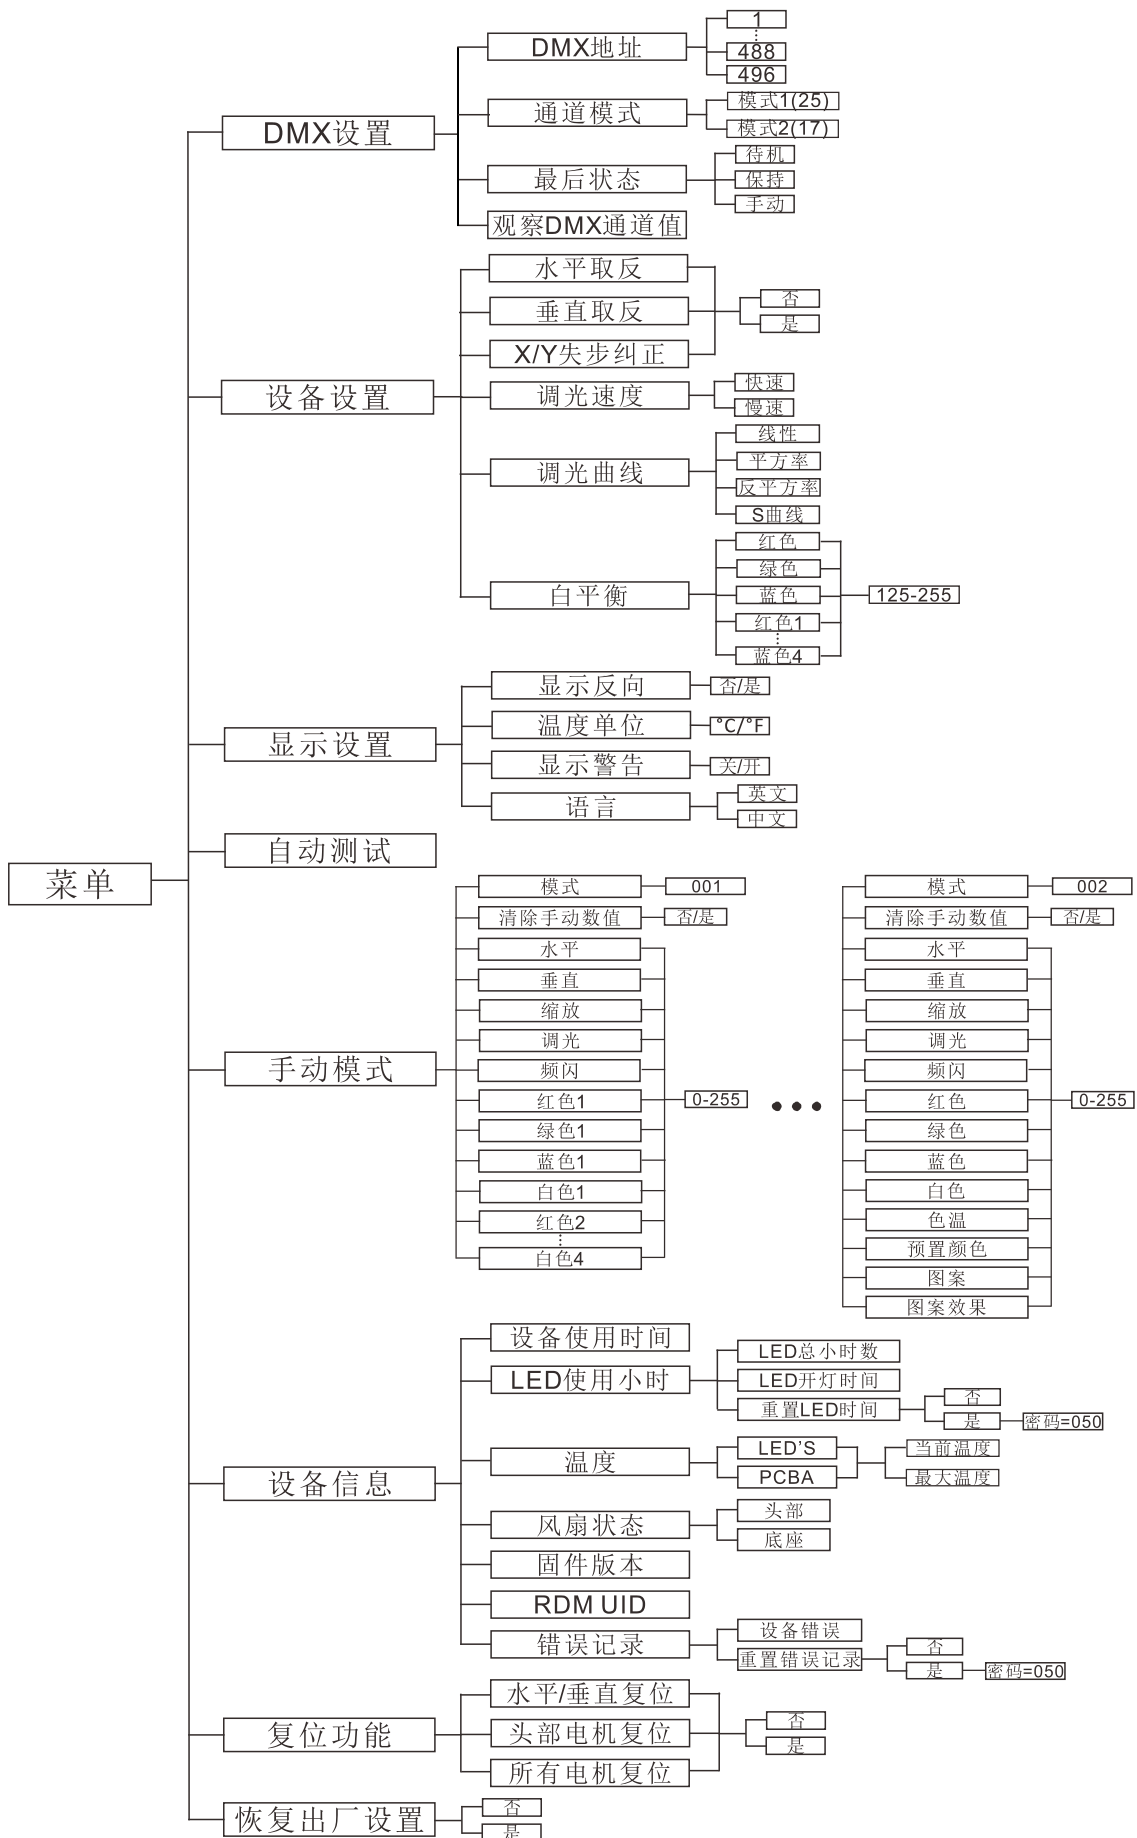 菜单
DMX设置
DMX地址
1
488
496
通道模式
模式1(25)
模式2(17)
最后状态
待机
保持
手动
观察DMX通道值
设备设置
水平取反
垂直取反
X/Y失步纠正
否
是
调光速度
快速
慢速
调光曲线
线性
平方率
反平方率
S曲线
白平衡
红色
绿色
蓝色
红色1
蓝色4
125-255
显示设置
显示反向
否/是
温度单位
°C/°F
显示警告
关/开
语言
英文
中文
自动测试
手动模式
模式
001
清除手动数值
否/是
水平
垂直
缩放
调光
频闪
红色1
绿色1
蓝色1
白色1
红色2
白色4
0-255
模式
002
清除手动数值
否/是
水平
垂直
缩放
调光
频闪
红色
绿色
蓝色
白色
色温
预置颜色
图案
图案效果
0-255
设备信息
设备使用时间
LED使用小时
LED总小时数
LED开灯时间
重置LED时间
否
是
密码=050
温度
LED'S
PCBA
当前温度
最大温度
风扇状态
头部
底座
固件版本
RDM UID
错误记录
设备错误
重置错误记录
否
是
密码=050
复位功能
水平/垂直复位
头部电机复位
所有电机复位
否
是
恢复出厂设置
否
是